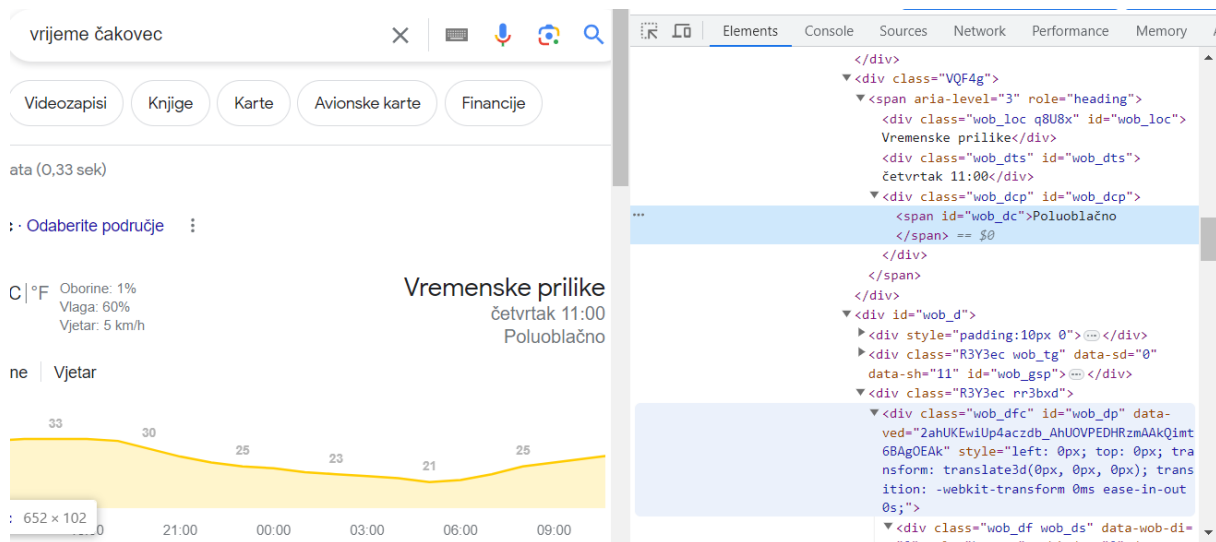 vrijeme čakovec
Videozapisi
Knjige
Karte
Avionske karte
Financije
ata (0,33 sek)
· Odaberite područje
C | °F
Oborine: 1%
Vlaga: 60%
Vjetar: 5 km/h
Vremenske prilike
četvrtak 11:00
Poluoblačno
ne
Vjetar
33
30
25
23
21
25
652 × 102
21:00
00:00
03:00
06:00
09:00
Elements
Console
Sources
Network
Performance
Memory
</div>
<div class="VQF4g">
<span aria-level="3" role="heading">
<div class="wob_loc q8U8x" id="wob_loc">
Vremenske prilike</div>
<div class="wob_dts" id="wob_dts">
četvrtak 11:00</div>
<div class="wob_dcp" id="wob_dcp">
<span id="wob_dc">Poluoblačno
</span> == $0
</div>
</span>
</div>
<div id="wob_d">
<div style="padding:10px 0">…</div>
<div class="R3Y3ec wob_tg" data-sd="0"
data-sh="11" id="wob_gsp">…</div>
<div class="R3Y3ec rr3bxd">
<div class="wob_dfc" id="wob_dp" data-
ved="2ahUKEwiUp4aczdb_AhUOVPEDHRzmAAkQimt
6BAgOEAk" style="left: 0px; top: 0px; tra
nsform: translate3d(0px, 0px, 0px); trans
ition: -webkit-transform 0ms ease-in-out
0s;">
<div class="wob_df wob_ds" data-wob-di=